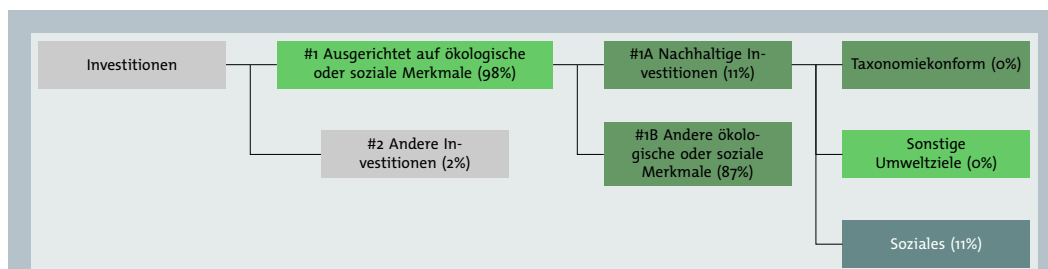 Investitionen
#1 Ausgerichtet auf ökologische
oder soziale Merkmale (98%)
#1A Nachhaltige In-
vestitionen (11%)
Taxonomiekonform (0%)
#2 Andere In-
vestitionen (2%)
#1B Andere ökolo-
gische oder soziale
Merkmale (87%)
Sonstige
Umweltziele (0%)
Soziales (11%)